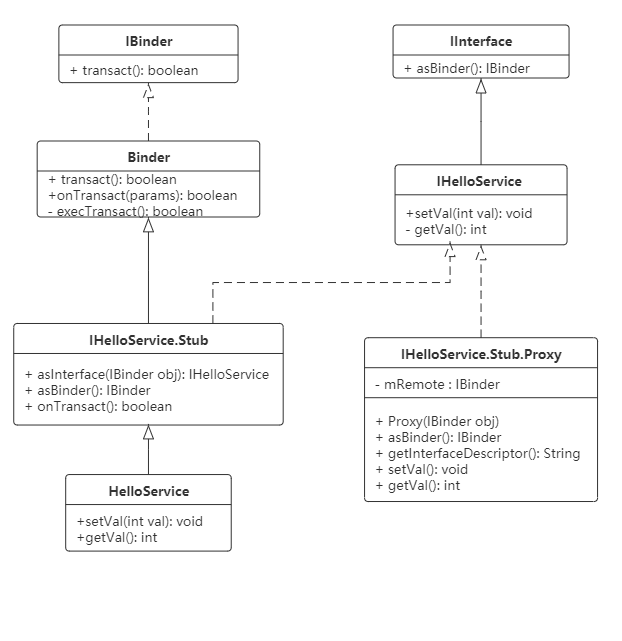 IBinder
+ transact(): boolean
IInterface
+ asBinder(): IBinder
Binder
+ transact(): boolean
+onTransact(params): boolean
- execTransact(): boolean
IHelloService
+setVal(int val): void
- getVal(): int
IHelloService.Stub
+ asInterface(IBinder obj): IHelloService
+ asBinder(): IBinder
+ onTransact(): boolean
IHelloService.Stub.Proxy
- mRemote : IBinder
+ Proxy(IBinder obj)
+ asBinder(): IBinder
+ getInterfaceDescriptor(): String
+ setVal(): void
+ getVal(): int
HelloService
+setVal(int val): void
+getVal(): int